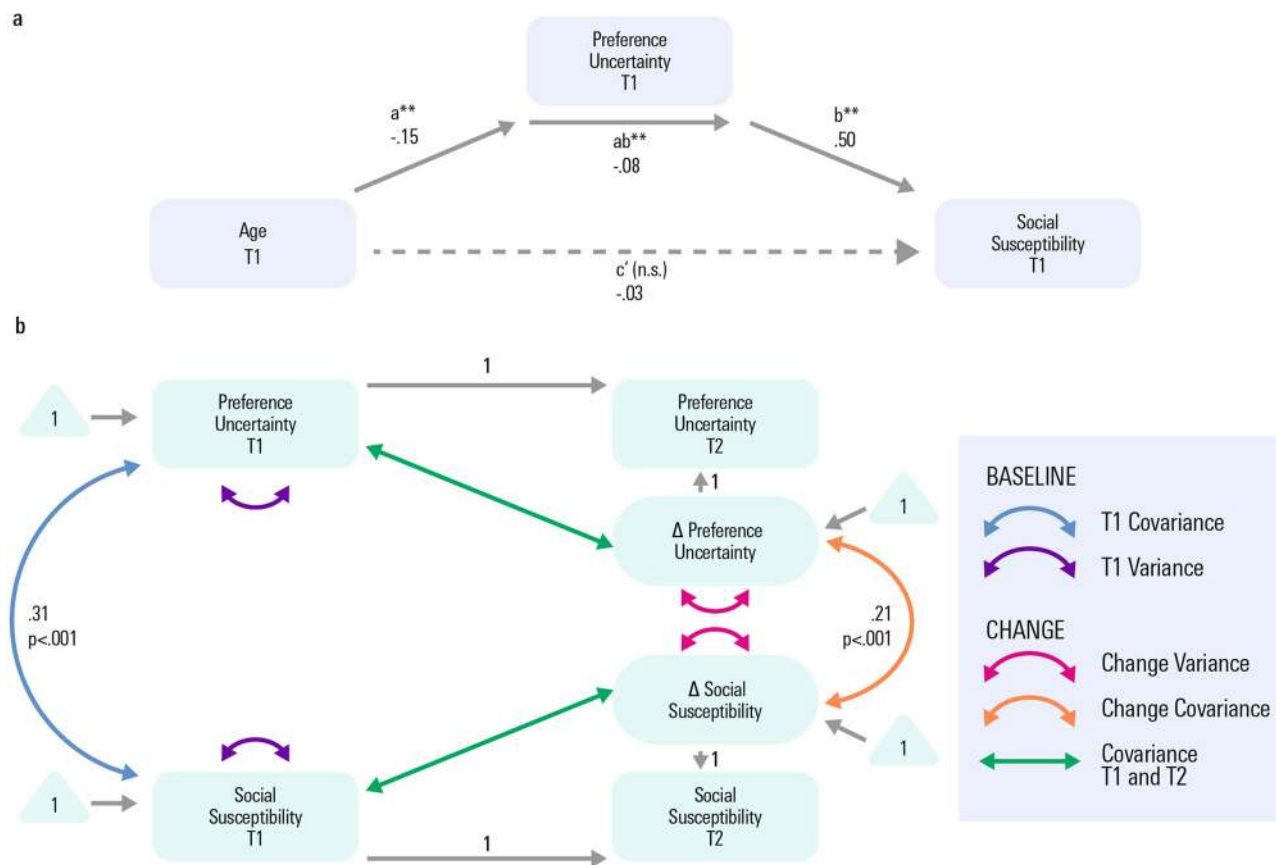 a
Preference
Uncertainty
T1
a**
-.15
ab**
-.08
b**
.50
Age
T1
Social
Susceptibility
T1
c' (n.s.)
-.03
b
1
1
Preference
Uncertainty
T1
Preference
Uncertainty
T2
1
Δ Preference
Uncertainty
1
.31
p<.001
.21
p<.001
Δ Social
Susceptibility
1
1
1
Social
Susceptibility
T1
Social
Susceptibility
T2
1
BASELINE
T1 Covariance
T1 Variance
CHANGE
Change Variance
Change Covariance
Covariance
T1 and T2